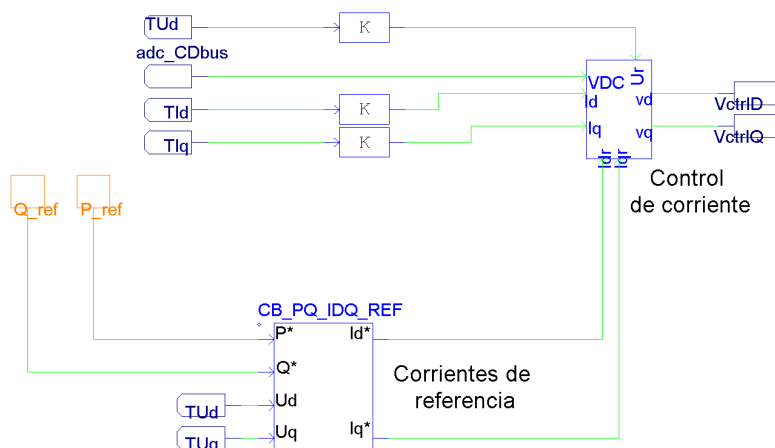 TUd
K
adc_CDbus
VDC
Ur
TId
K
Id
vd
VctrlD
TIq
K
Iq
vq
VctrlQ
Idr
Iqr
Control
de corriente
Q_ref
P_ref
CB_PQ_IDQ_REF
P*
Id*
Q*
Corrientes de
referencia
TUd
Ud
TUq
Uq
Iq*